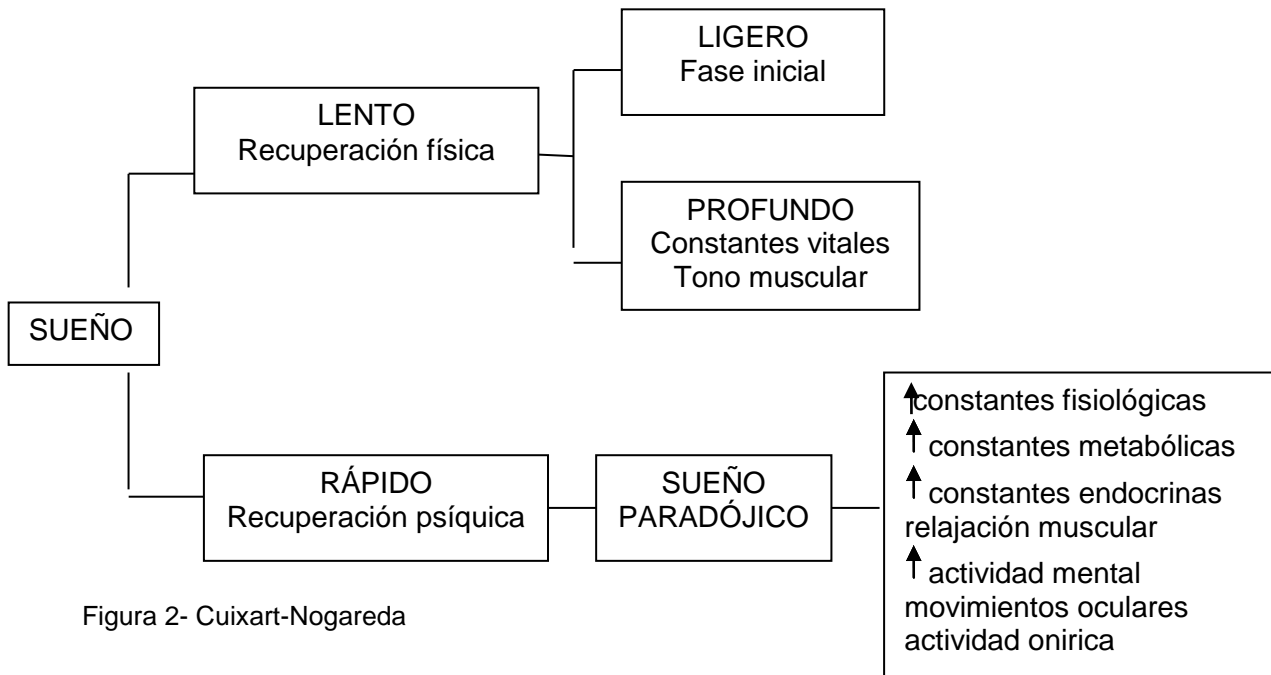 LIGERO
Fase inicial
LENTO
Recuperación física
PROFUNDO
Constantes vitales
Tono muscular
SUEÑO
RÁPIDO
Recuperación psíquica
SUEÑO
PARADÓJICO
↑constantes fisiológicas
↑ constantes metabólicas
↑ constantes endocrinas
relajación muscular
↑ actividad mental
movimientos oculares
actividad onirica
Figura 2- Cuixart-Nogareda